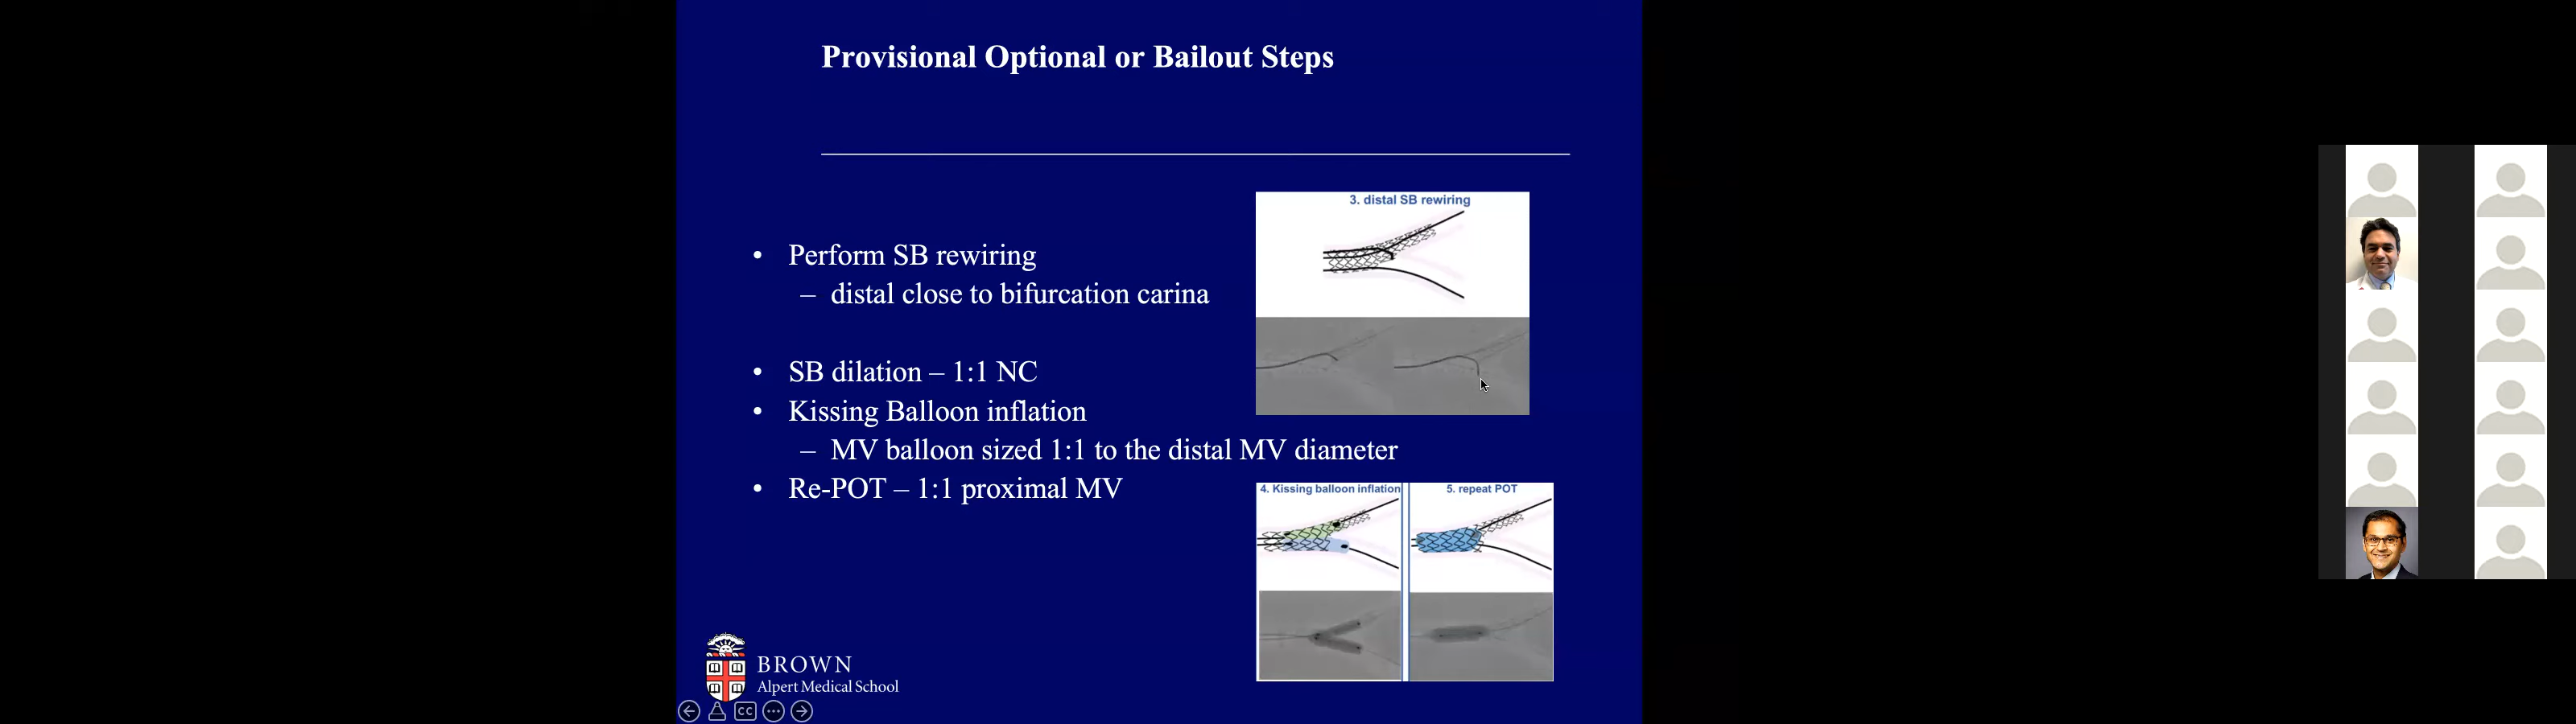 Provisional Optional or Bailout Steps
• Perform SB rewiring
– distal close to bifurcation carina
• SB dilation – 1:1 NC
• Kissing Balloon inflation
– MV balloon sized 1:1 to the distal MV diameter
• Re-POT – 1:1 proximal MV
3. distal SB rewiring
4. Kissing balloon inflation
5. repeat POT
BROWN
Alpert Medical School
CC